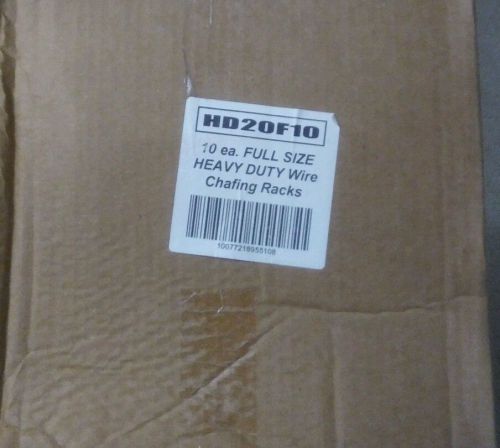 HD20F10
10 ea. FULL SIZE
HEAVY DUTY Wire
Chafing Racks
10077218955108